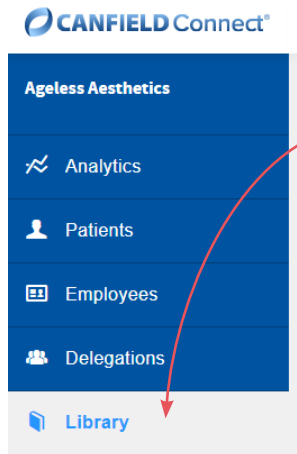 CANFIELD Connect®
Ageless Aesthetics
Analytics
Patients
Employees
Delegations
Library